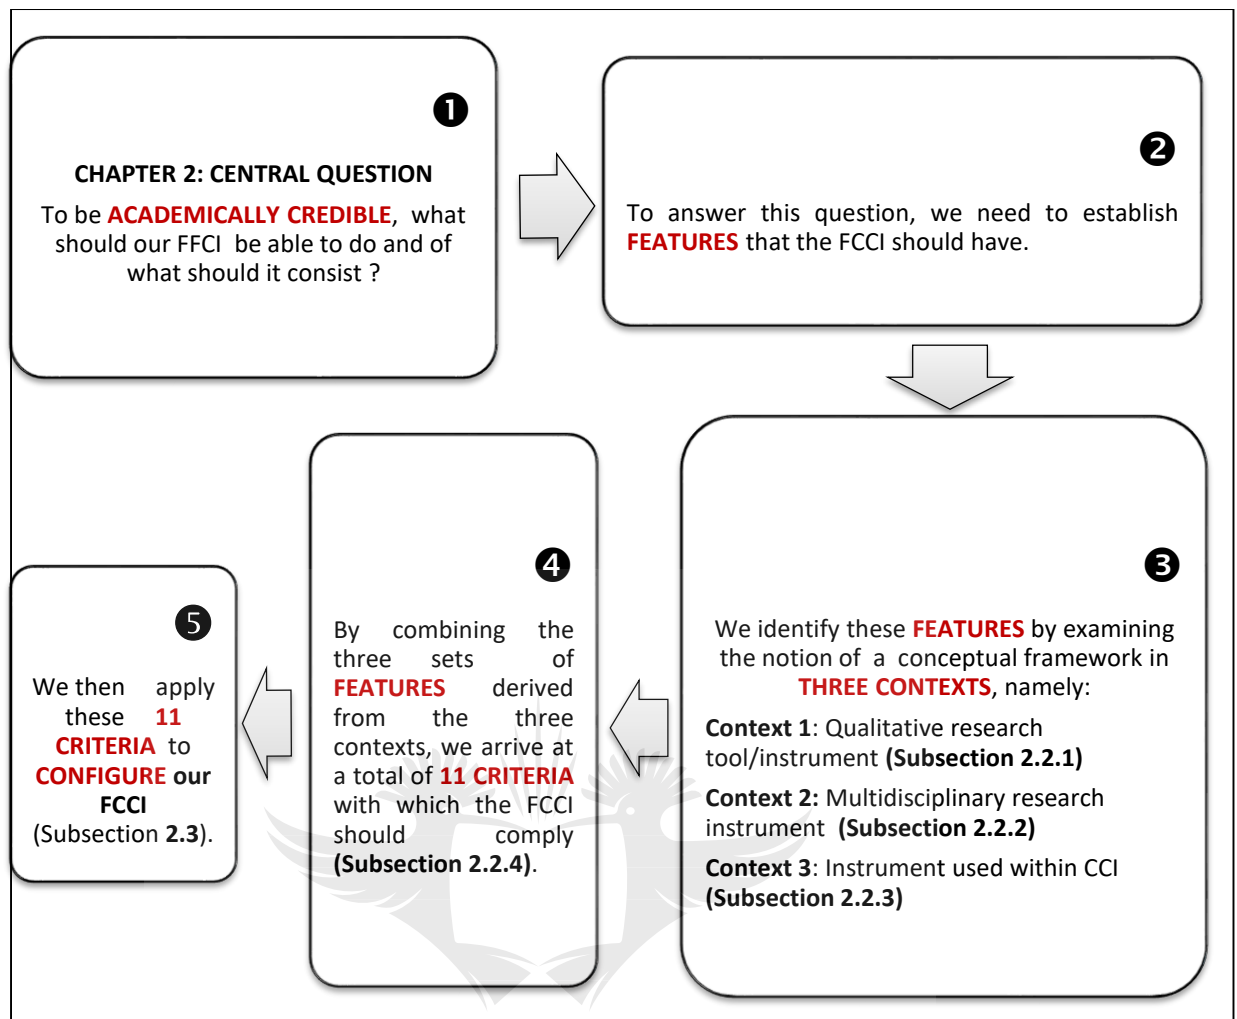 ❶
CHAPTER 2: CENTRAL QUESTION
To be ACADEMICALLY CREDIBLE, what
should our FFCI be able to do and of
what should it consist ?
❷
To answer this question, we need to establish
FEATURES that the FCCI should have.
❸
We identify these FEATURES by examining
the notion of a conceptual framework in
THREE CONTEXTS, namely:
Context 1: Qualitative research
tool/instrument (Subsection 2.2.1)
Context 2: Multidisciplinary research
instrument (Subsection 2.2.2)
Context 3: Instrument used within CCI
(Subsection 2.2.3)
❹
By combining the
three sets of
FEATURES derived
from the three
contexts, we arrive at
a total of 11 CRITERIA
with which the FCCI
should comply
(Subsection 2.2.4).
❺
We then apply
these 11
CRITERIA to
CONFIGURE our
FCCI
(Subsection 2.3).